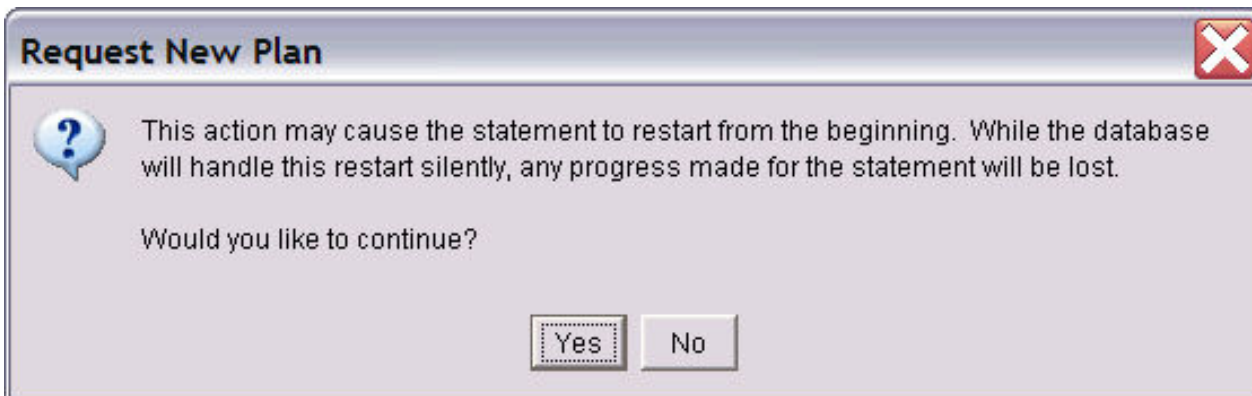 Request New Plan
This action may cause the statement to restart from the beginning.  While the database
will handle this restart silently, any progress made for the statement will be lost.
Would you like to continue?
Yes
No